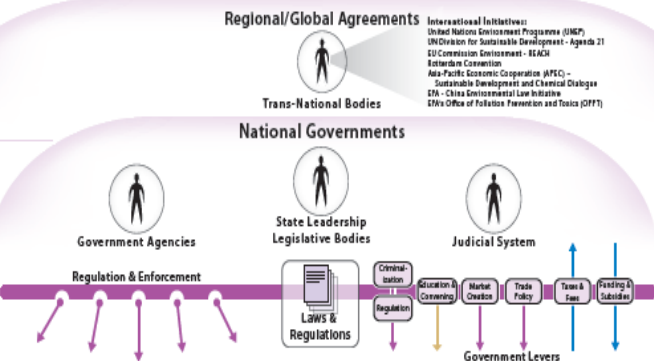 Regional/Global Agreements
International Initiatives:
United Nations Environment Programme (UNEP)
UN Division for Sustainable Development - Agenda 21
EU Commission Environment - REACH
Rotterdam Convention
Asia-Pacific Economic Cooperation (APEC) –
Sustainable Development and Chemical Dialogue
EPA - China Environmental Law Initiative
EPA's Office of Pollution Prevention and Toxics (OPPT)
Trans-National Bodies
National Governments
Government Agencies
State Leadership
Legislative Bodies
Judicial System
Regulation & Enforcement
Laws &
Regulations
Criminal-
ization
Regulation
Education &
Convening
Market
Creation
Trade
Policy
Taxes &
Fees
Funding &
Subsidies
Government Levers